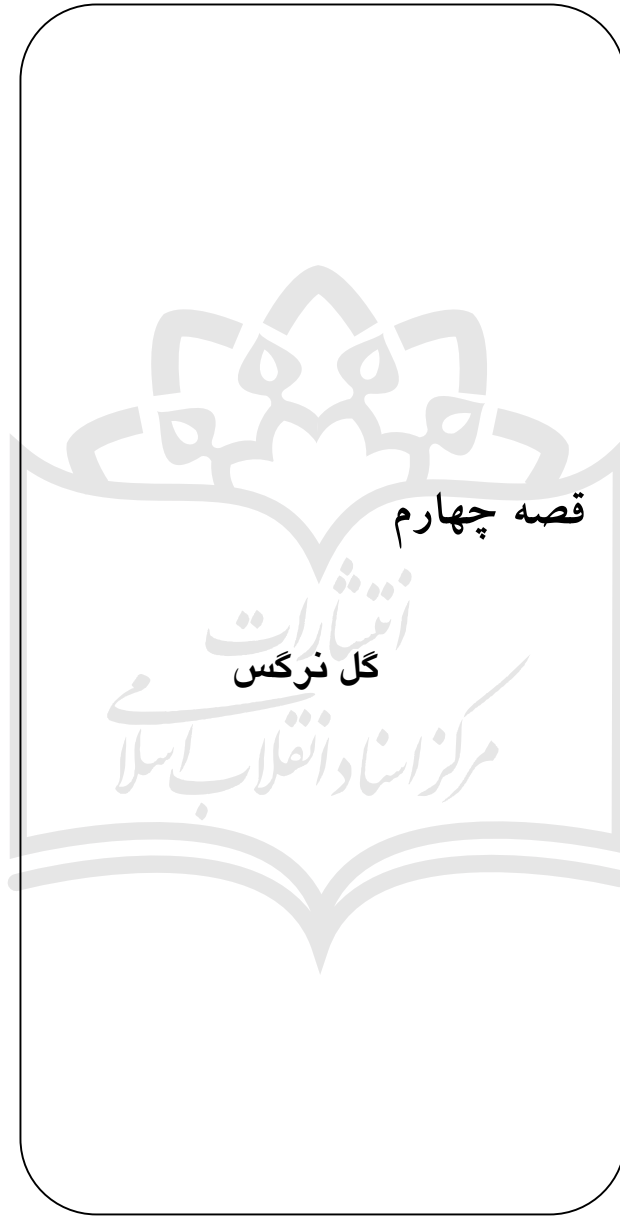 قصه چهارم
انتشارات
گل نرگس
مرکز اسناد انقلاب اسلامی